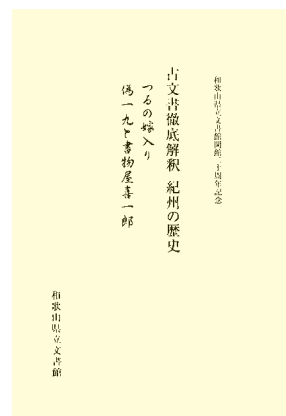 和歌山県立文書館開館二十周年記念
古文書徹底解釈 紀州の歴史
つるの嫁入り
偽一九と書物屋喜一郎
和歌山県立文書館